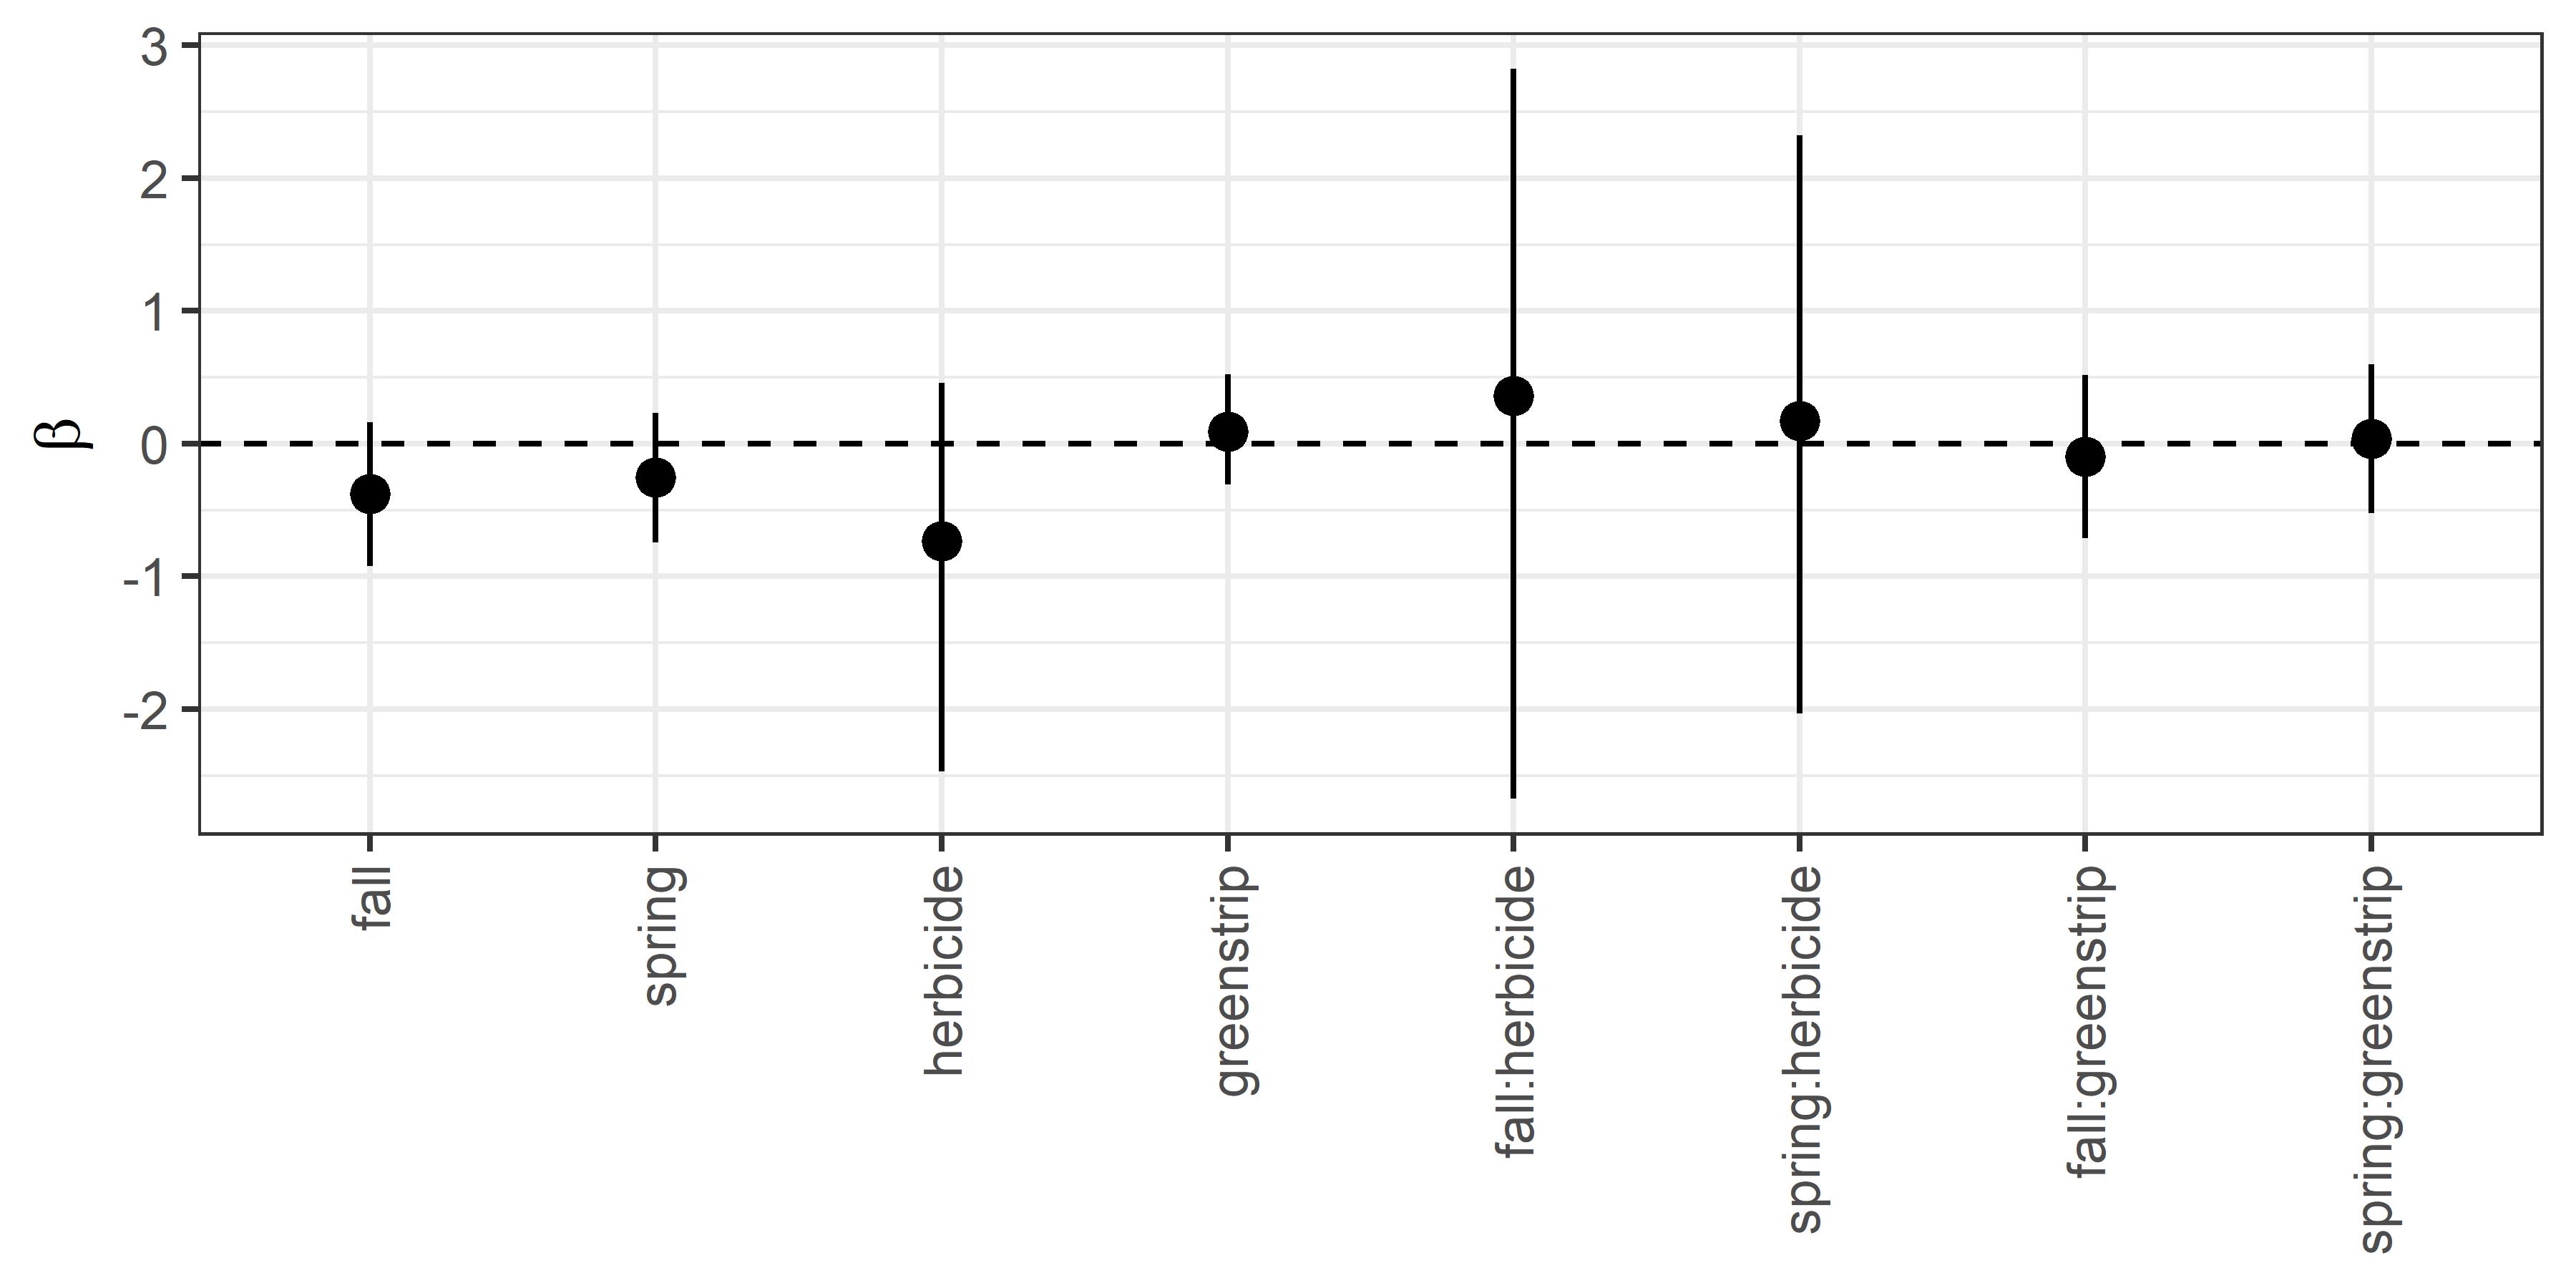 3
2
1
0
-1
-2
β
fall
spring
herbicide
greenstrip
fall:herbicide
spring:herbicide
fall:greenstrip
spring:greenstrip